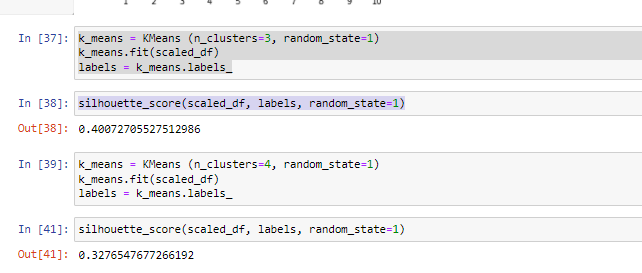 1 2 3 4 5 6 7 8 9 10
In [37]: k_means = KMeans (n_clusters=3, random_state=1)
k_means.fit(scaled_df)
labels = k_means.labels_
In [38]: silhouette_score(scaled_df, labels, random_state=1)
Out[38]: 0.40072705527512986
In [39]: k_means = KMeans (n_clusters=4, random_state=1)
k_means.fit(scaled_df)
labels = k_means.labels_
In [41]: silhouette_score(scaled_df, labels, random_state=1)
Out[41]: 0.3276547677266192